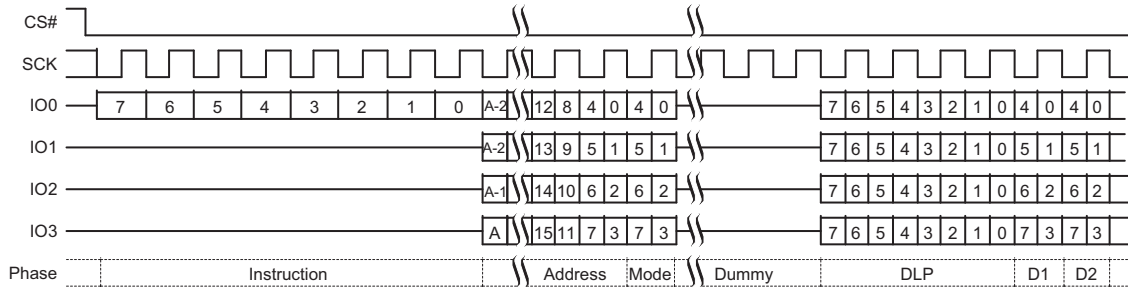 CS#
SCK
IO0 7 6 5 4 3 2 1 0 A-2 12 8 4 0 4 0 7 6 5 4 3 2 1 0 4 0 4 0
IO1 A-2 13 9 5 1 5 1 7 6 5 4 3 2 1 0 5 1 5 1
IO2 A-1 14 10 6 2 6 2 7 6 5 4 3 2 1 0 6 2 6 2
IO3 A 15 11 7 3 7 3 7 6 5 4 3 2 1 0 7 3 7 3
Phase Instruction Address Mode Dummy DLP D1 D2